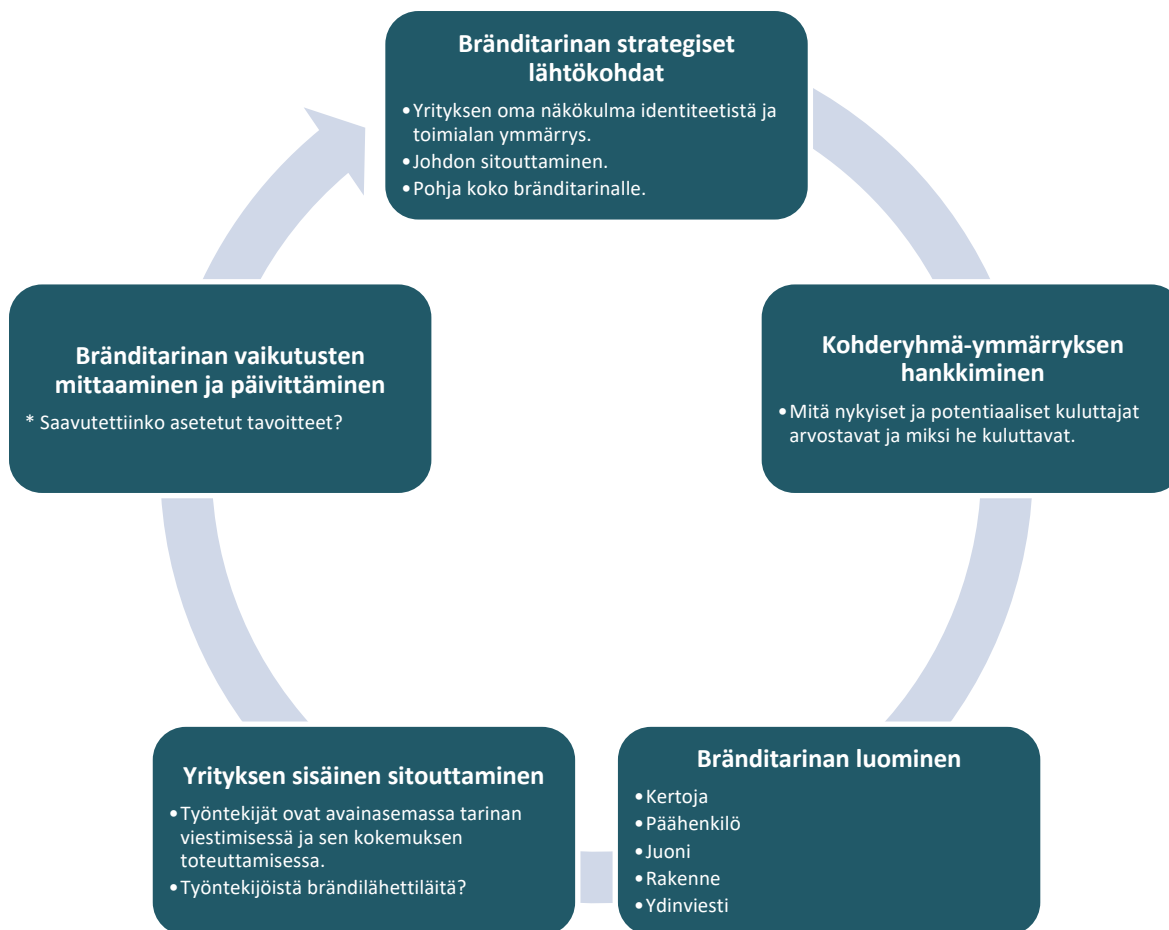 Bränditarinan strategiset
lähtökohdat
•Yrityksen oma näkökulma identiteetistä ja
toimialan ymmärrys.
•Johdon sitouttaminen.
•Pohja koko bränditarinalle.
Kohderyhmä-ymmärryksen
hankkiminen
•Mitä nykyiset ja potentiaaliset kuluttajat
arvostavat ja miksi he kuluttavat.
Bränditarinan luominen
•Kertoja
•Päähenkilö
•Juoni
•Rakenne
•Ydinviesti
Yrityksen sisäinen sitouttaminen
•Työntekijät ovat avainasemassa tarinan
viestimisessä ja sen kokemuksen
toteuttamisessa.
•Työntekijöistä brändilähettiläitä?
Bränditarinan vaikutusten
mittaaminen ja päivittäminen
* Saavutettiinko asetetut tavoitteet?